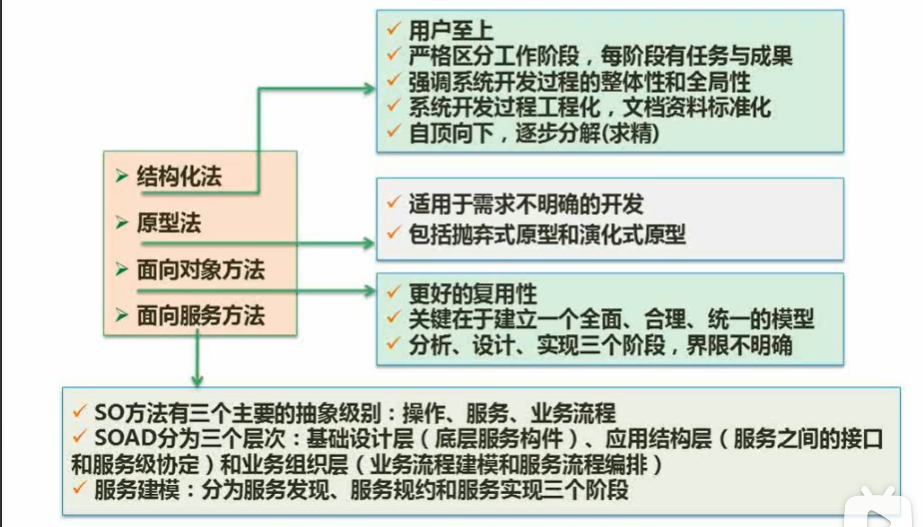 用户至上
严格区分工作阶段，每阶段有任务与成果
强调系统开发过程的整体性和全局性
系统开发过程工程化，文档资料标准化
自顶向下，逐步分解(求精)
结构化法
原型法
面向对象方法
面向服务方法
适用于需求不明确的开发
包括抛弃式原型和演化式原型
更好的复用性
关键在于建立一个全面、合理、统一的模型
分析、设计、实现三个阶段，界限不明确
SO方法有三个主要的抽象级别：操作、服务、业务流程
SOAD分为三个层次：基础设计层（底层服务构件）、应用结构层（服务之间的接口
和服务级协定）和业务组织层（业务流程建模和服务流程编排）
服务建模：分为服务发现、服务规约和服务实现三个阶段